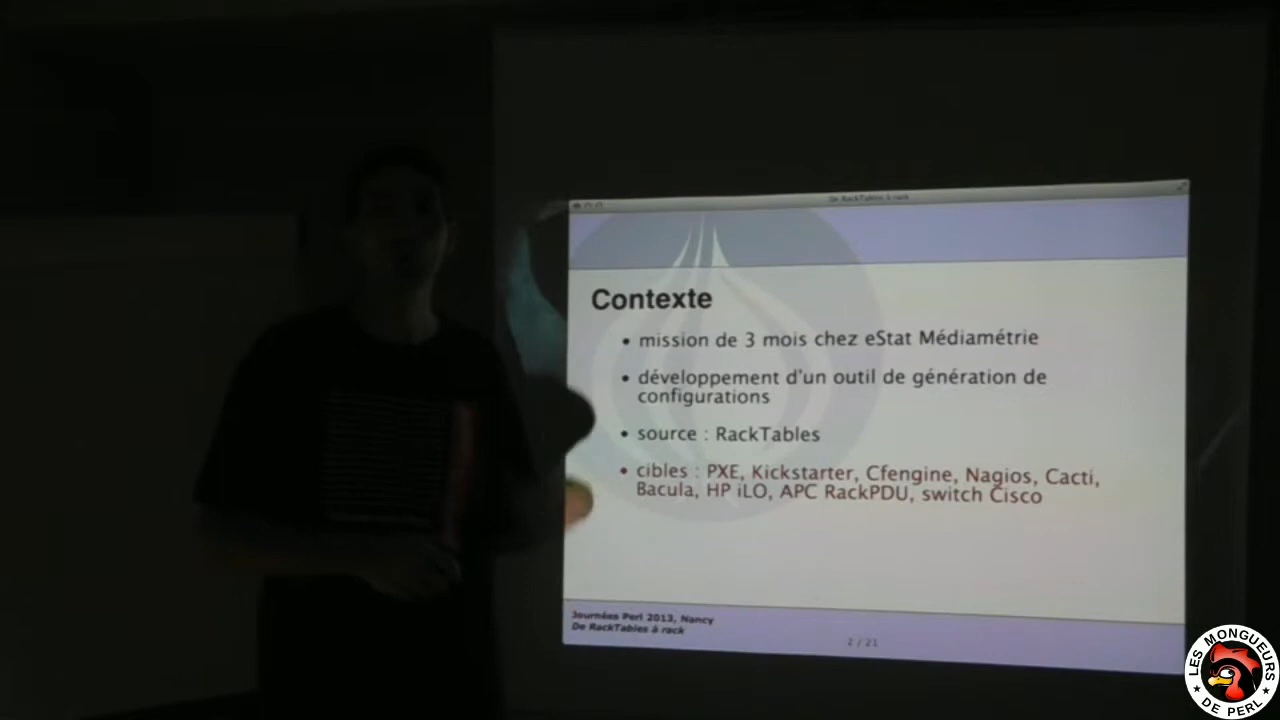 De RackTables à rack
Contexte
• mission de 3 mois chez eStat Médiamétrie
• développement d'un outil de génération de
configurations
• source : RackTables
• cibles : PXE, Kickstarter, Cfengine, Nagios, Cacti,
Bacula, HP iLO, APC RackPDU, switch Cisco
Journées Perl 2013, Nancy
De RackTables à rack
2 / 21
LES MONGUEURS
★ DE PERL ★